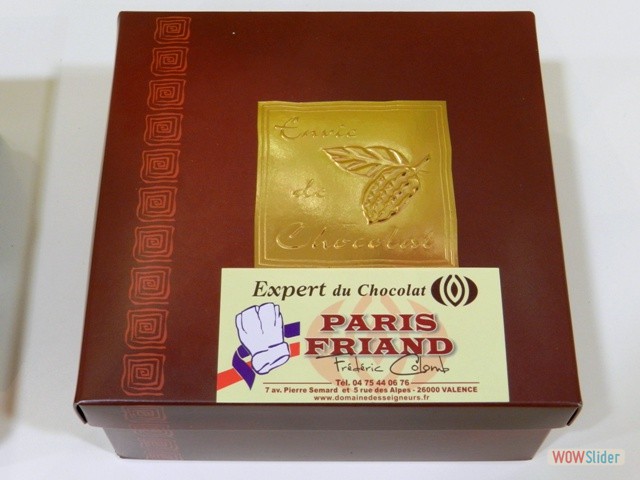 Envie
de
Chocolat
Expert du Chocolat
PARIS
FRIAND
Frédéric Colomb
Tél. 04 75 44 06 76
7 av. Pierre Semard et 5 rue des Alpes - 26000 VALENCE
www.domainedesseigneurs.fr
WOWSlider